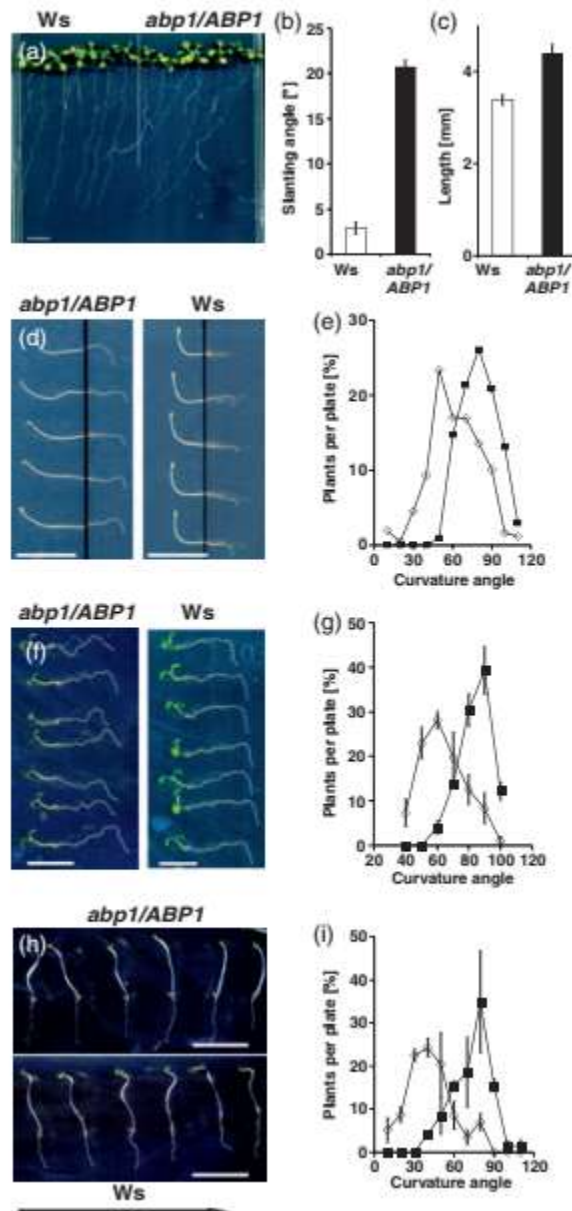 Ws abp1/ABP1
(a)
(b)
Slanting angle [°]
25
20
15
10
5
0
Ws abp1/
ABP1
(c)
Length [mm]
4
2
0
Ws abp1/
ABP1
abp1/ABP1 Ws
(d)
(e)
Plants per plate [%]
30
20
10
0
0 30 60 90 120
Curvature angle
abp1/ABP1 Ws
(f)
(g)
Plants per plate [%]
50
40
30
20
10
0
20 40 60 80 100 120
Curvature angle
abp1/ABP1
(h)
Ws
(i)
Plants per plate [%]
50
40
30
20
10
0
0 30 60 90 120
Curvature angle